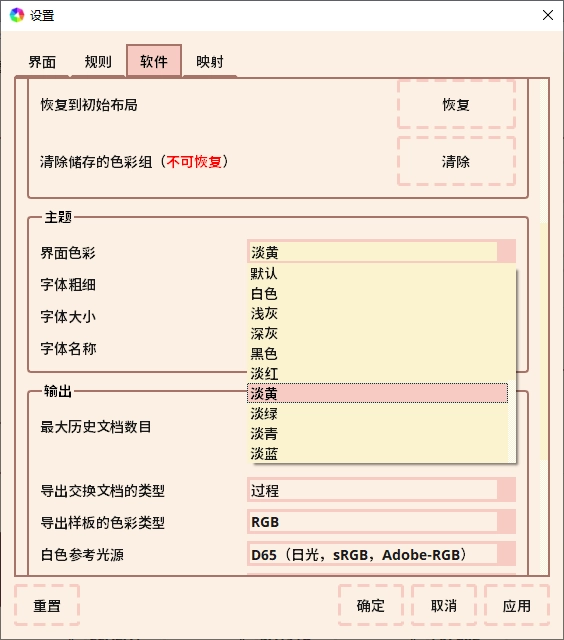 设置
界面 规则 软件 映射
恢复到初始布局 恢复
清除储存的色彩组（不可恢复） 清除
主题
界面色彩 淡黄
字体粗细
字体大小
字体名称
默认
白色
浅灰
深灰
黑色
淡红
淡黄
淡绿
淡青
淡蓝
输出
最大历史文档数目
导出交换文档的类型 过程
导出样板的色彩类型 RGB
白色参考光源 D65（日光，sRGB，Adobe-RGB）
重置 确定 取消 应用